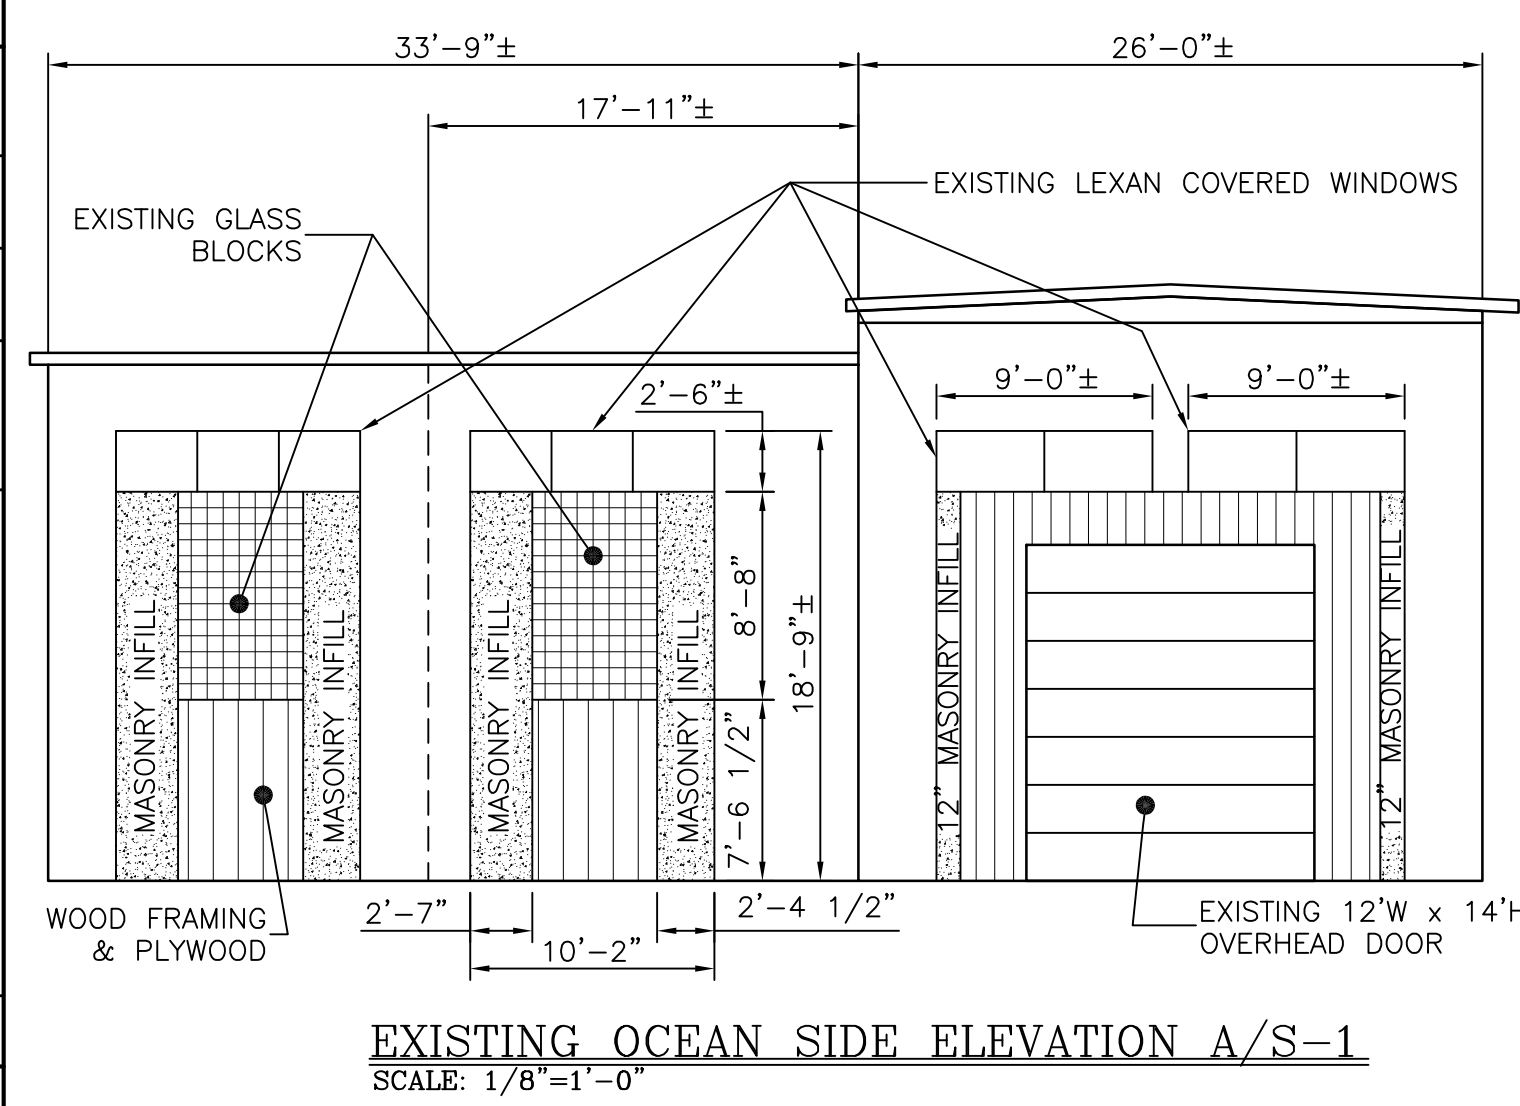 33'-9"±
26'-0"±
17'-11"±
EXISTING LEXAN COVERED WINDOWS
EXISTING GLASS
BLOCKS
9'-0"±
9'-0"±
2'-6"±
8'-8"
18'-9"±
7'-6 1/2"
MASONRY INFILL
MASONRY INFILL
MASONRY INFILL
MASONRY INFILL
12" MASONRY INFILL
12" MASONRY INFILL
WOOD FRAMING
& PLYWOOD
2'-7"
2'-4 1/2"
10'-2"
EXISTING 12'W x 14'H
OVERHEAD DOOR
EXISTING OCEAN SIDE ELEVATION A/S-1
SCALE: 1/8"=1'-0"